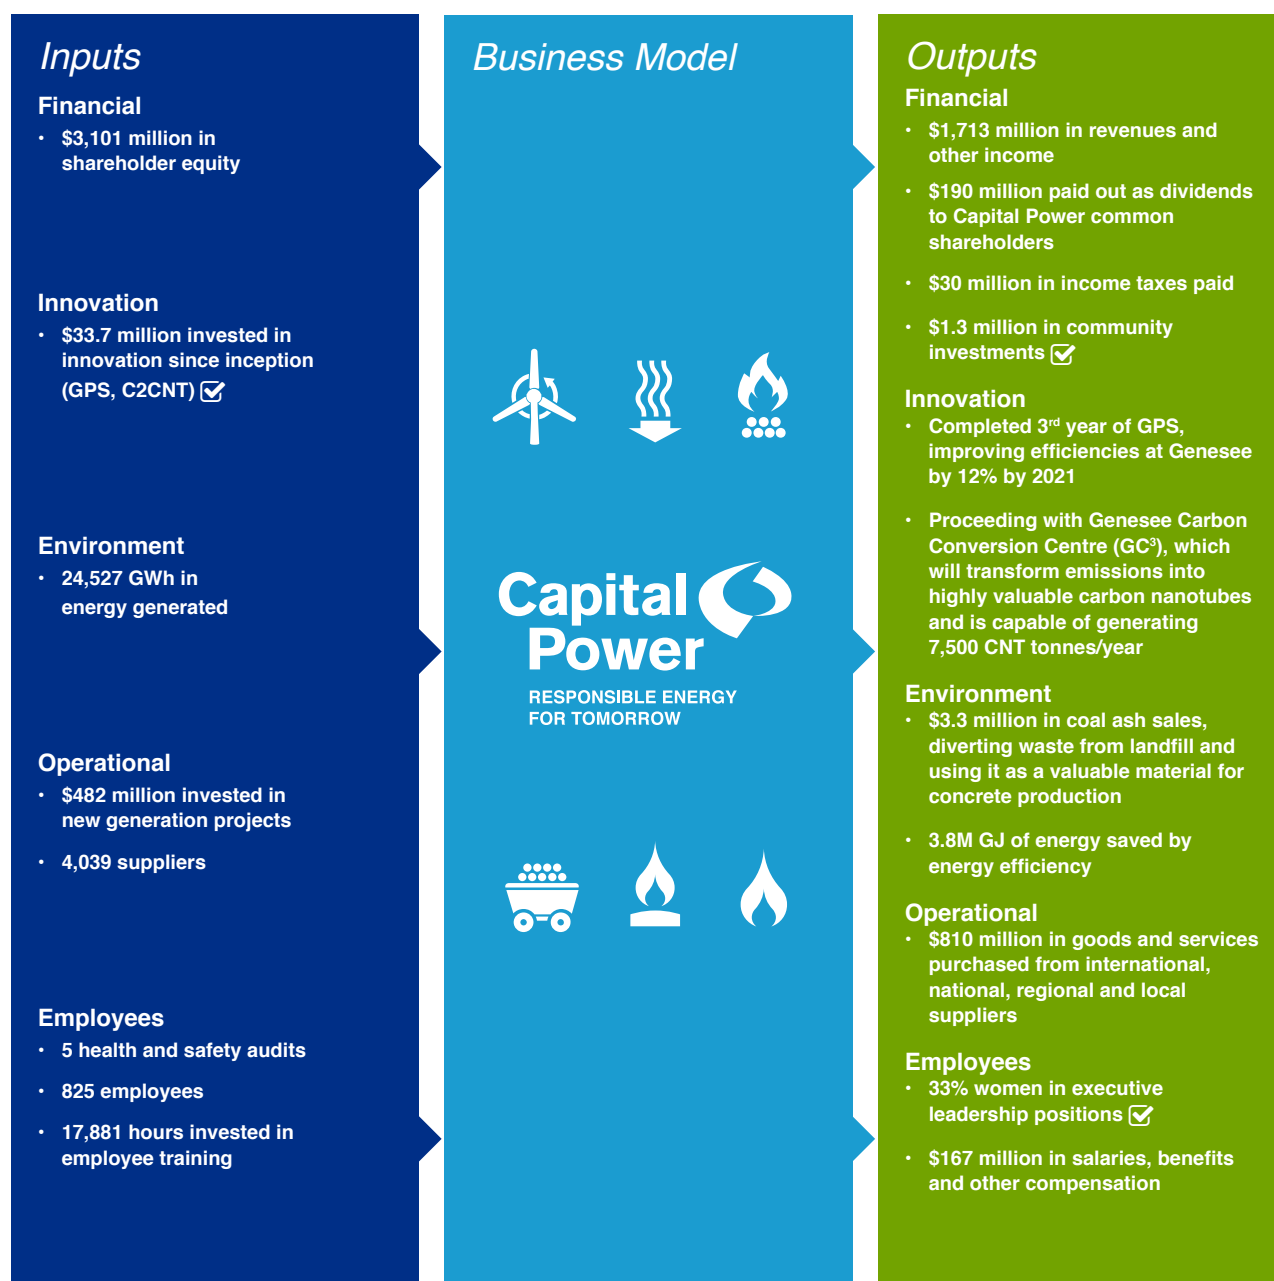 Inputs
Financial
• $3,101 million in
shareholder equity
Innovation
• $33.7 million invested in
innovation since inception
(GPS, C2CNT)
Environment
• 24,527 GWh in
energy generated
Operational
• $482 million invested in
new generation projects
• 4,039 suppliers
Employees
• 5 health and safety audits
• 825 employees
• 17,881 hours invested in
employee training
Business Model
Capital
Power
RESPONSIBLE ENERGY
FOR TOMORROW
Outputs
Financial
• $1,713 million in revenues and
other income
• $190 million paid out as dividends
to Capital Power common
shareholders
• $30 million in income taxes paid
• $1.3 million in community
investments
Innovation
• Completed 3rd year of GPS,
improving efficiencies at Genesee
by 12% by 2021
• Proceeding with Genesee Carbon
Conversion Centre (GC³), which
will transform emissions into
highly valuable carbon nanotubes
and is capable of generating
7,500 CNT tonnes/year
Environment
• $3.3 million in coal ash sales,
diverting waste from landfill and
using it as a valuable material for
concrete production
• 3.8M GJ of energy saved by
energy efficiency
Operational
• $810 million in goods and services
purchased from international,
national, regional and local
suppliers
Employees
• 33% women in executive
leadership positions
• $167 million in salaries, benefits
and other compensation